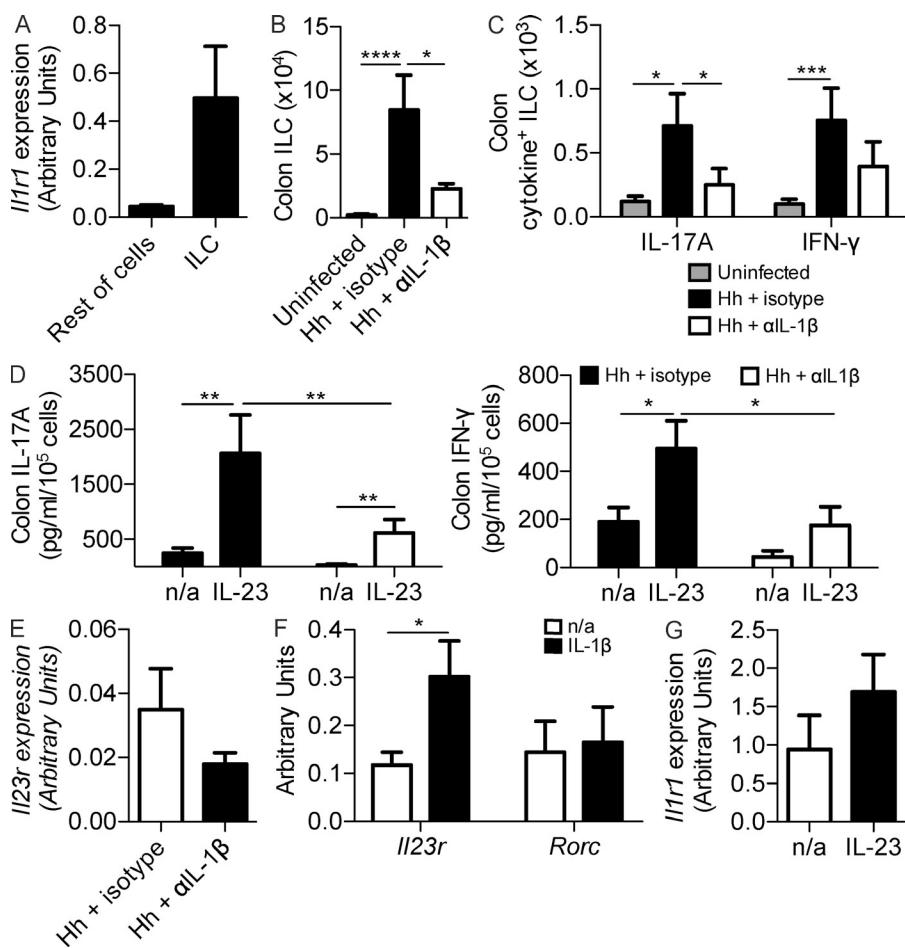 A
Il1r1 expression
(Arbitrary Units)
0.8
0.6
0.4
0.2
0.0
Rest of cells
ILC
B
Colon ILC (x10⁴)
15
10
5
0
****
*
Uninfected
Hh + isotype
Hh + αIL-1β
C
Colon
cytokine⁺ ILC (x10³)
1.5
1.0
0.5
0.0
*
*
***
IL-17A
IFN-γ
Uninfected
Hh + isotype
Hh + αIL-1β
D
Colon IL-17A
(pg/ml/10⁵ cells)
3500
2750
2000
1250
500
**
**
**
n/a
IL-23
n/a
IL-23
Hh + isotype
Hh + αIL1β
Colon IFN-γ
(pg/ml/10⁵ cells)
800
600
400
200
0
*
*
n/a
IL-23
n/a
IL-23
E
Il23r expression
(Arbitrary Units)
0.06
0.04
0.02
0.00
Hh + isotype
Hh + αIL-1β
F
Arbitrary Units
0.4
0.3
0.2
0.1
0.0
*
n/a
IL-1β
Il23r
Rorc
G
Il1r1 expression
(Arbitrary Units)
2.5
2.0
1.5
1.0
0.5
0.0
n/a
IL-23